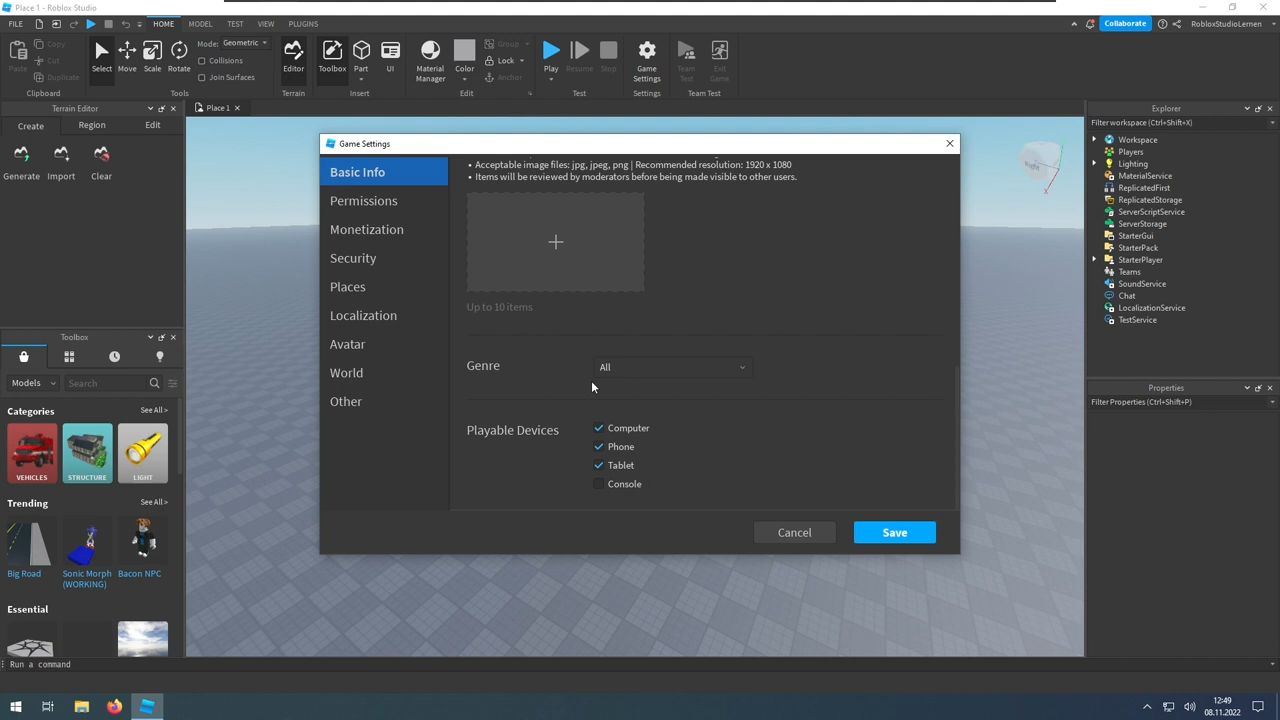 Place 1 - Roblox Studio
FILE
HOME
MODEL
TEST
VIEW
PLUGINS
Collaborate
RobloxStudioLernen
Paste
Copy
Cut
Duplicate
Clipboard
Select
Move
Scale
Rotate
Mode: Geometric
Collisions
Join Surfaces
Tools
Editor
Terrain
Toolbox
Part
UI
Insert
Material Manager
Color
Group
Lock
Anchor
Edit
Play
Resume
Stop
Test
Game Settings
Settings
Team Test
Exit Game
Team Test
Terrain Editor
Create
Region
Edit
Generate
Import
Clear
Place 1
Toolbox
Models
Search
Categories
See All >
VEHICLES
STRUCTURE
LIGHT
Trending
See All >
Big Road
Sonic Morph (WORKING)
Bacon NPC
Essential
Run a command
Game Settings
Basic Info
Permissions
Monetization
Security
Places
Localization
Avatar
World
Other
• Acceptable image files: jpg, jpeg, png | Recommended resolution: 1920 x 1080
• Items will be reviewed by moderators before being made visible to other users.
Up to 10 items
Genre
All
Playable Devices
Computer
Phone
Tablet
Console
Cancel
Save
X
Explorer
Filter workspace (Ctrl+Shift+X)
Workspace
Players
Lighting
MaterialService
ReplicatedFirst
ReplicatedStorage
ServerScriptService
ServerStorage
StarterGui
StarterPack
StarterPlayer
Teams
SoundService
Chat
LocalizationService
TestService
Properties
Filter Properties (Ctrl+Shift+P)
12:49
08.11.2022